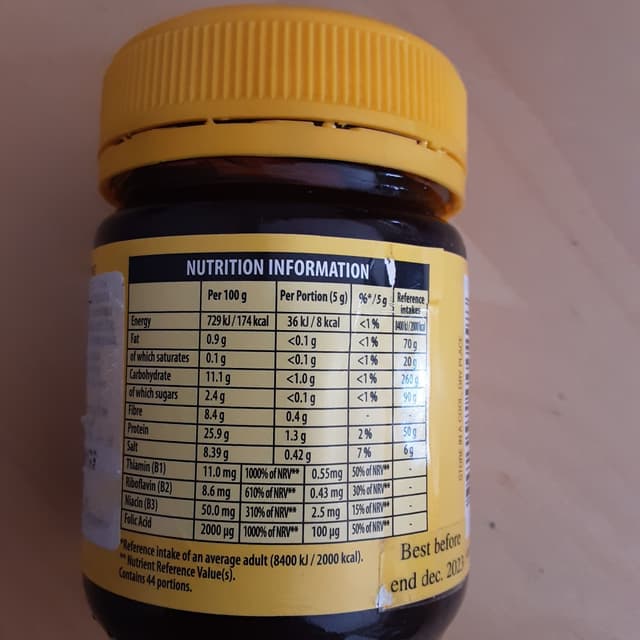 NUTRITION INFORMATION
Per 100 g Per Portion (5 g) %*/5 g Reference intakes
Energy 729 kJ/174 kcal 36 kJ/8 kcal <1% 8400 kJ/2000 kcal
Fat 0.9 g <0.1 g <1% 70 g
of which saturates 0.1 g <0.1 g <1% 20 g
Carbohydrate 11.1 g <1.0 g <1% 260 g
of which sugars 2.4 g <0.1 g <1% 90 g
Fibre 8.4 g 0.4 g - -
Protein 25.9 g 1.3 g 2% 50 g
Salt 8.39 g 0.42 g 7% 6 g
Thiamin (B1) 11.0 mg 1000% of NRV** 0.55mg 50% of NRV** -
Riboflavin (B2) 8.6 mg 610% of NRV** 0.43 mg 30% of NRV** -
Niacin (B3) 50.0 mg 310% of NRV** 2.5 mg 15% of NRV** -
Folic Acid 2000 µg 1000% of NRV** 100 µg 50% of NRV** -
*Reference intake of an average adult (8400 kJ/2000 kcal).
** Nutrient Reference Value(s).
Contains 44 portions.
Best before
end dec. 2023
STORE IN A COOL, DRY PLACE